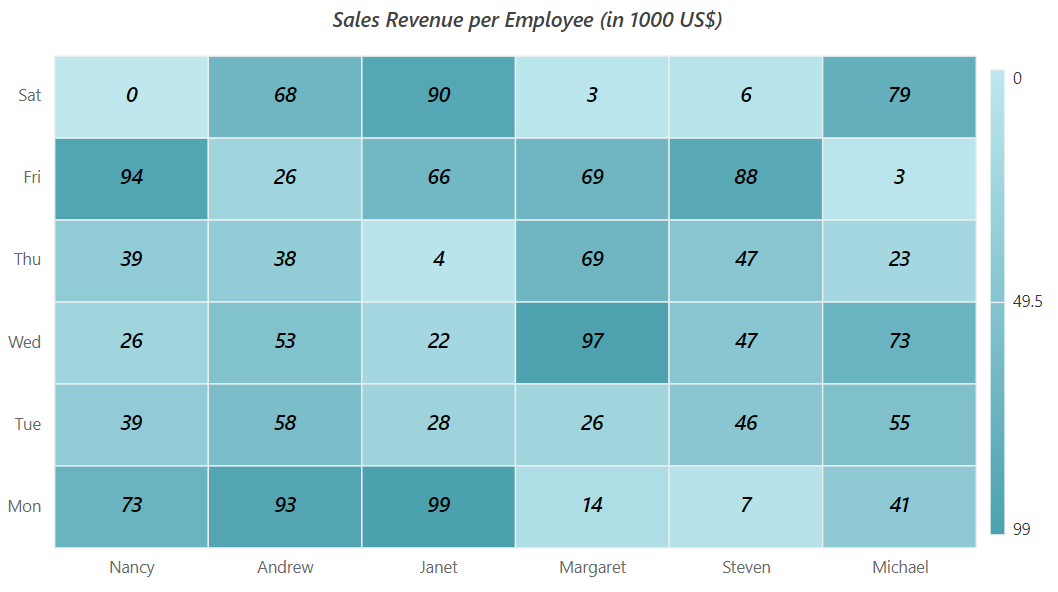 Sales Revenue per Employee (in 1000 US$)
Sat 0 68 90 3 6 79
0
Fri 94 26 66 69 88 3
Thu 39 38 4 69 47 23
49.5
Wed 26 53 22 97 47 73
Tue 39 58 28 26 46 55
Mon 73 93 99 14 7 41
99
Nancy Andrew Janet Margaret Steven Michael